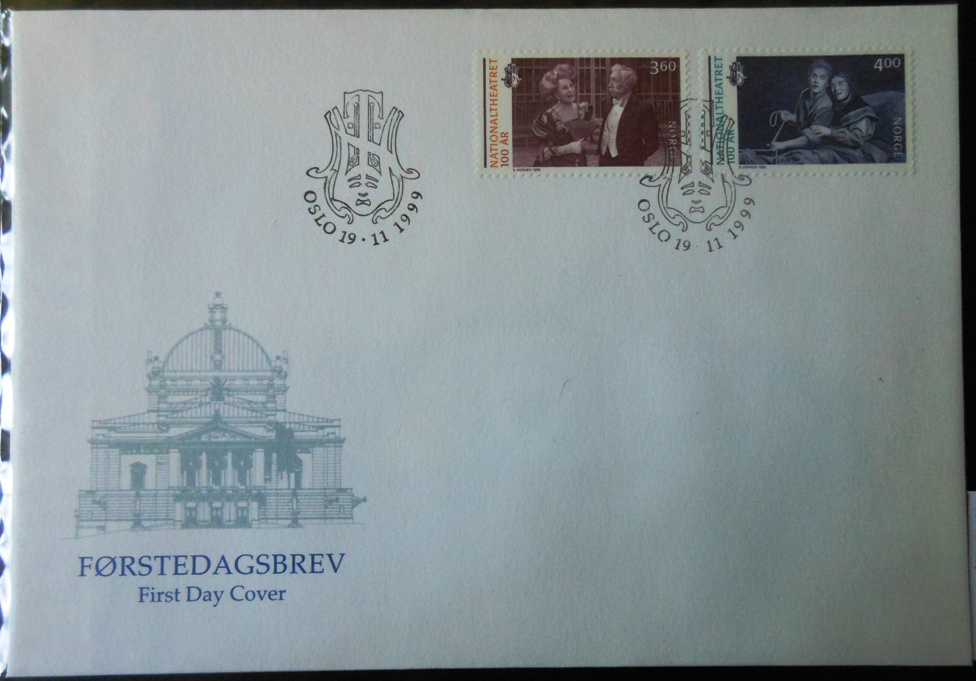 NATIONALTHEATRET
100 ÅR
3.60
NORGE
NATIONALTHEATRET
100 ÅR
4.00
NORGE
OSLO 19·11 1999
OSLO 19·11 1999
FØRSTEDAGSBREV
First Day Cover